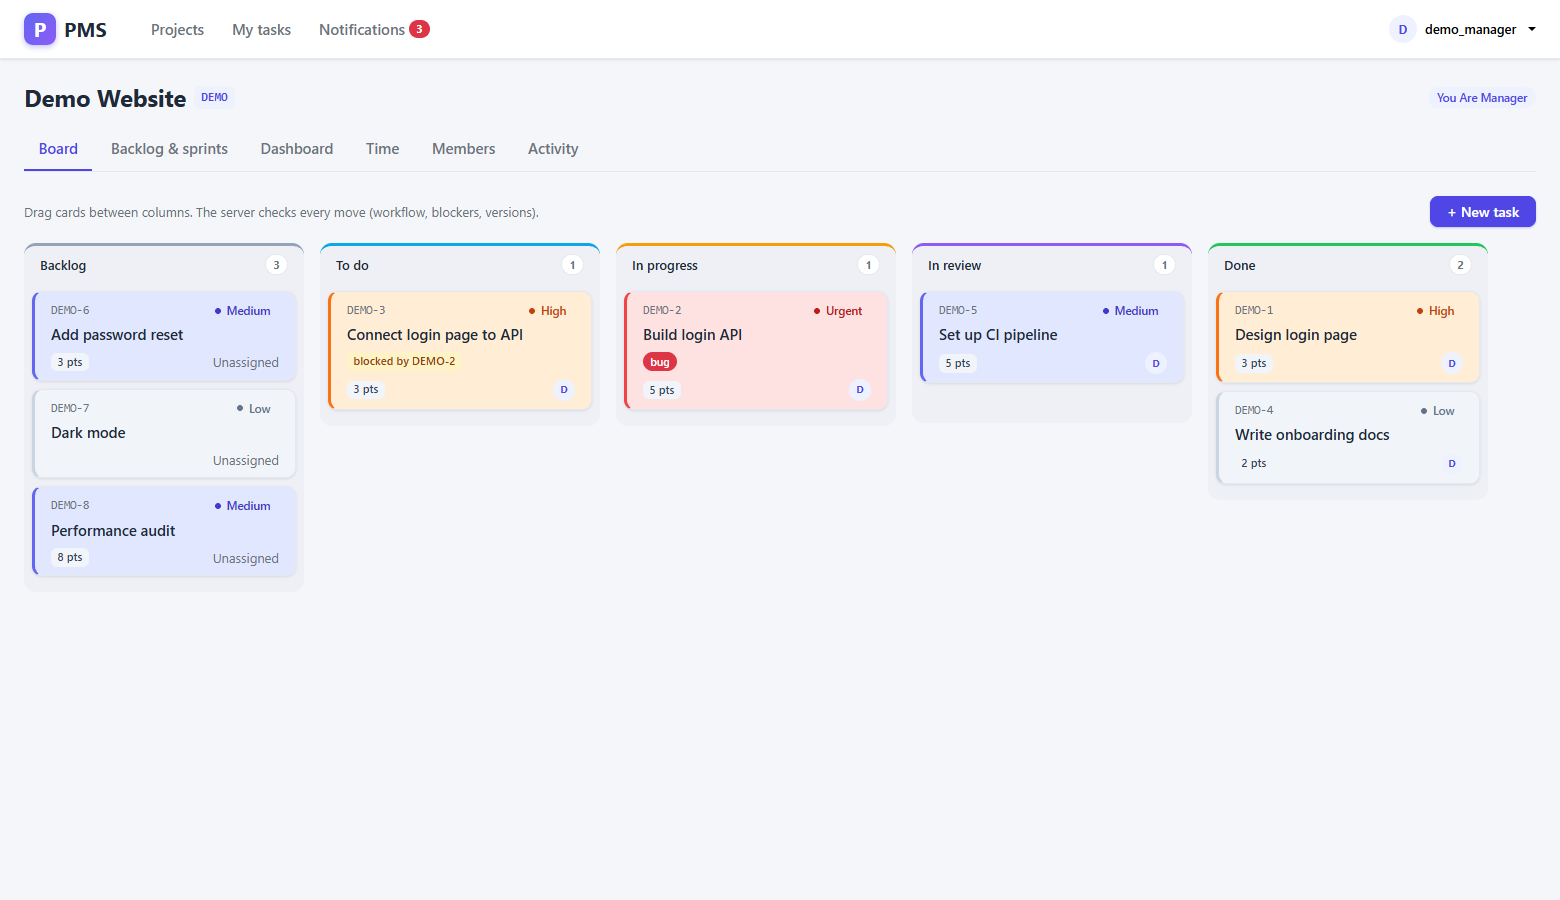 P PMS Projects My tasks Notifications 3 D demo_manager
Demo Website DEMO You Are Manager
Board Backlog & sprints Dashboard Time Members Activity
Drag cards between columns. The server checks every move (workflow, blockers, versions). + New task
Backlog 3
DEMO-6 Medium
Add password reset
3 pts Unassigned
DEMO-7 Low
Dark mode
Unassigned
DEMO-8 Medium
Performance audit
8 pts Unassigned
To do 1
DEMO-3 High
Connect login page to API
blocked by DEMO-2
3 pts D
In progress 1
DEMO-2 Urgent
Build login API
bug
5 pts D
In review 1
DEMO-5 Medium
Set up CI pipeline
5 pts D
Done 2
DEMO-1 High
Design login page
3 pts D
DEMO-4 Low
Write onboarding docs
2 pts D